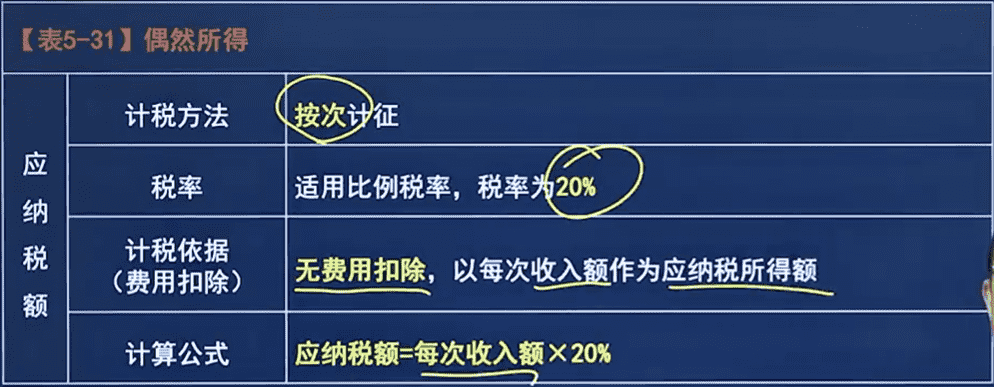 【表5-31】偶然所得
应纳税额
计税方法
按次计征
税率
适用比例税率，税率为20%
计税依据
（费用扣除）
无费用扣除，以每次收入额作为应纳税所得额
计算公式
应纳税额=每次收入额×20%